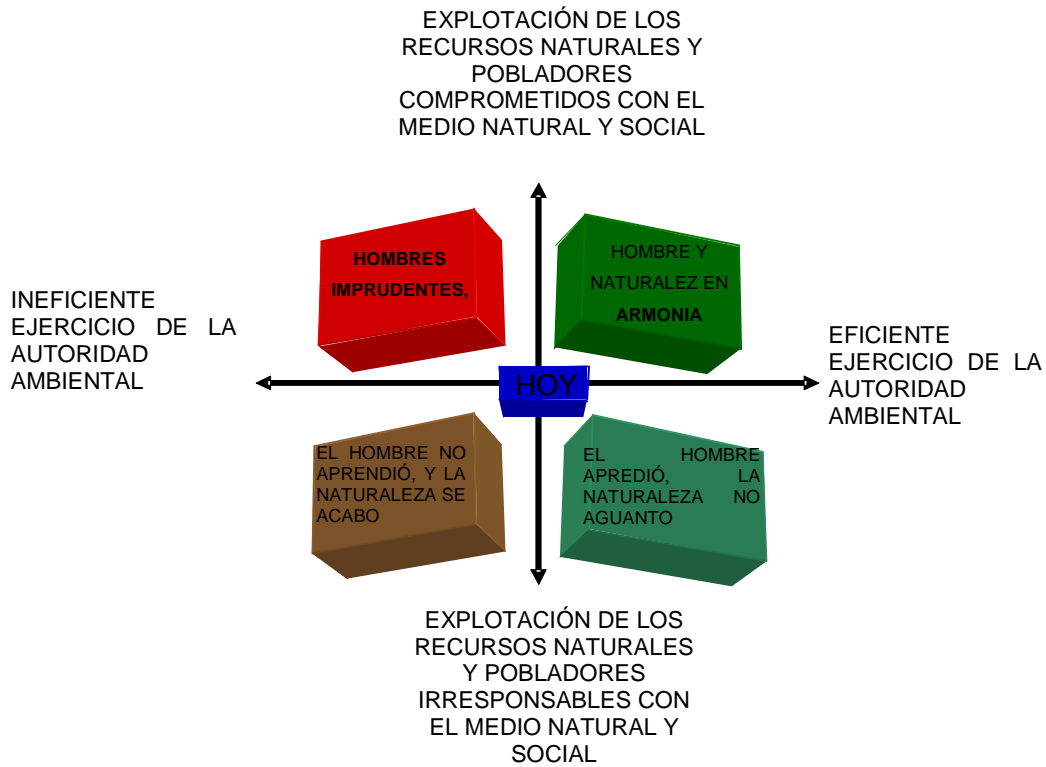 EXPLOTACIÓN DE LOS
RECURSOS NATURALES Y
POBLADORES
COMPROMETIDOS CON EL
MEDIO NATURAL Y SOCIAL
HOMBRES
IMPRUDENTES,
HOMBRE Y
NATURALEZ EN
ARMONIA
INEFICIENTE
EJERCICIO DE LA
AUTORIDAD
AMBIENTAL
HOY
EFICIENTE
EJERCICIO DE LA
AUTORIDAD
AMBIENTAL
EL HOMBRE NO
APRENDIÓ, Y LA
NATURALEZA SE
ACABO
EL HOMBRE
APREDIÓ, LA
NATURALEZA NO
AGUANTO
EXPLOTACIÓN DE LOS
RECURSOS NATURALES
Y POBLADORES
IRRESPONSABLES CON
EL MEDIO NATURAL Y
SOCIAL